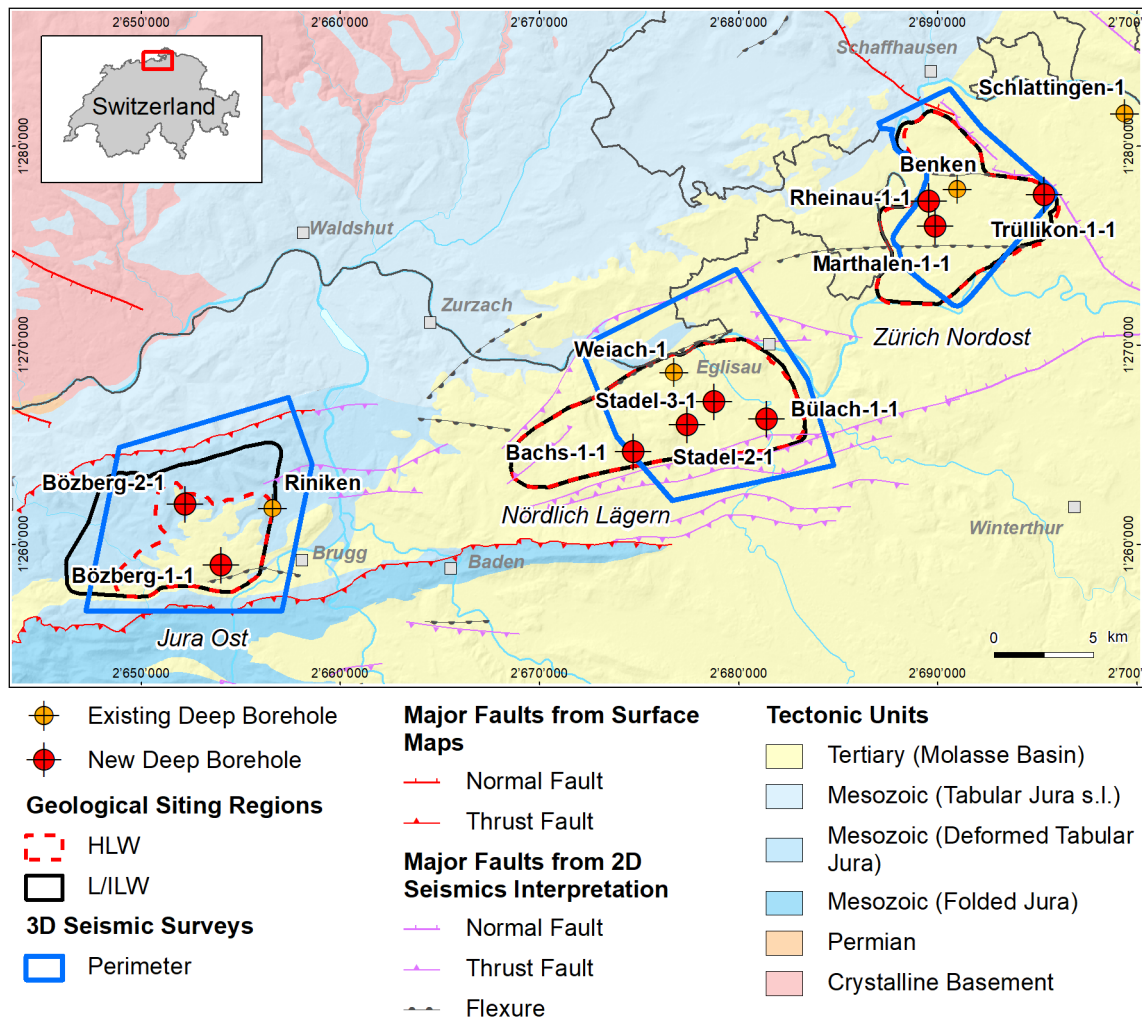 2'650'000
2'660'000
2'670'000
2'680'000
2'690'000
2'700
Switzerland
Schaffhausen
Schlattingen-1
1'280'000
1'280'000
Benken
Rheinau-1-1
Trüllikon-1-1
Waldshut
Marthalen-1-1
Zurzach
Zürich Nordost
1'270'000
1'270'000
Weiach-1
Eglisau
Stadel-3-1
Bülach-1-1
Bachs-1-1
Stadel-2-1
Bözberg-2-1
Riniken
Nördlich Lägern
Winterthur
1'260'000
1'260'000
Brugg
Baden
Bözberg-1-1
Jura Ost
0 5 km
2'650'000
2'660'000
2'670'000
2'680'000
2'690'000
2'70
Existing Deep Borehole
New Deep Borehole
Geological Siting Regions
HLW
L/ILW
3D Seismic Surveys
Perimeter
Major Faults from Surface
Maps
Normal Fault
Thrust Fault
Major Faults from 2D
Seismics Interpretation
Normal Fault
Thrust Fault
Flexure
Tectonic Units
Tertiary (Molasse Basin)
Mesozoic (Tabular Jura s.l.)
Mesozoic (Deformed Tabular
Jura)
Mesozoic (Folded Jura)
Permian
Crystalline Basement